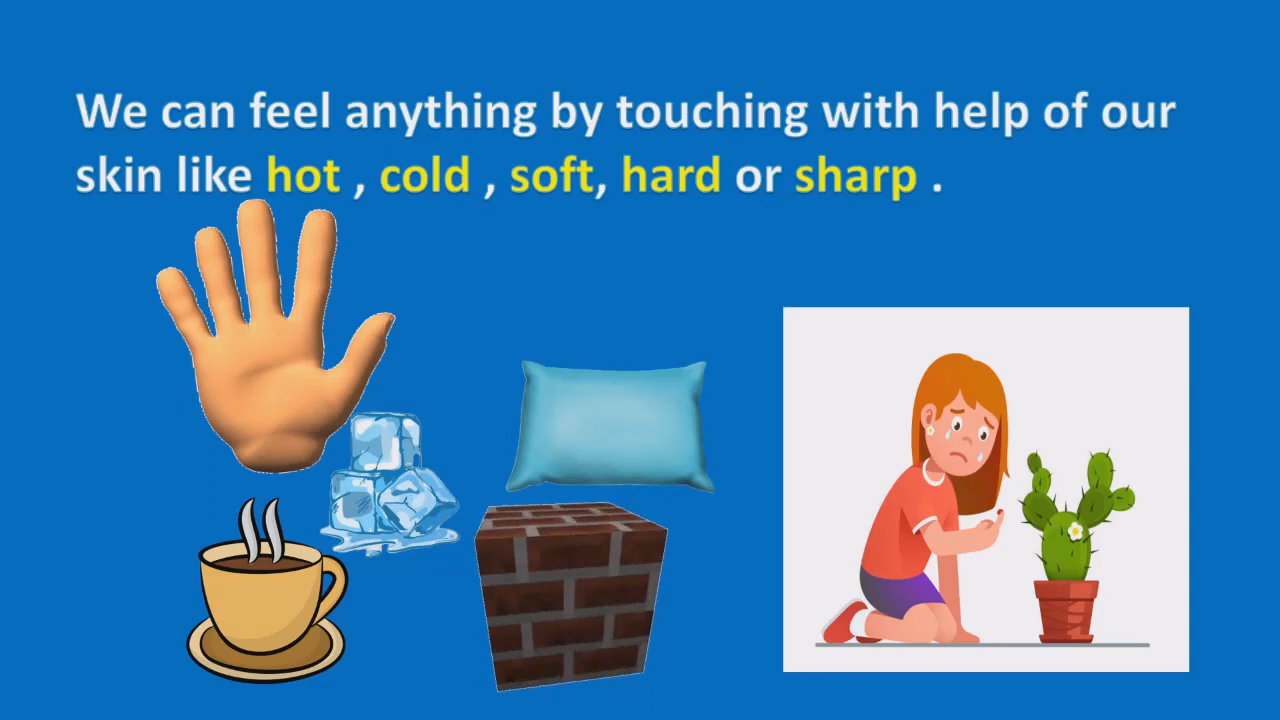 We can feel anything by touching with help of our
skin like hot , cold , soft, hard or sharp .